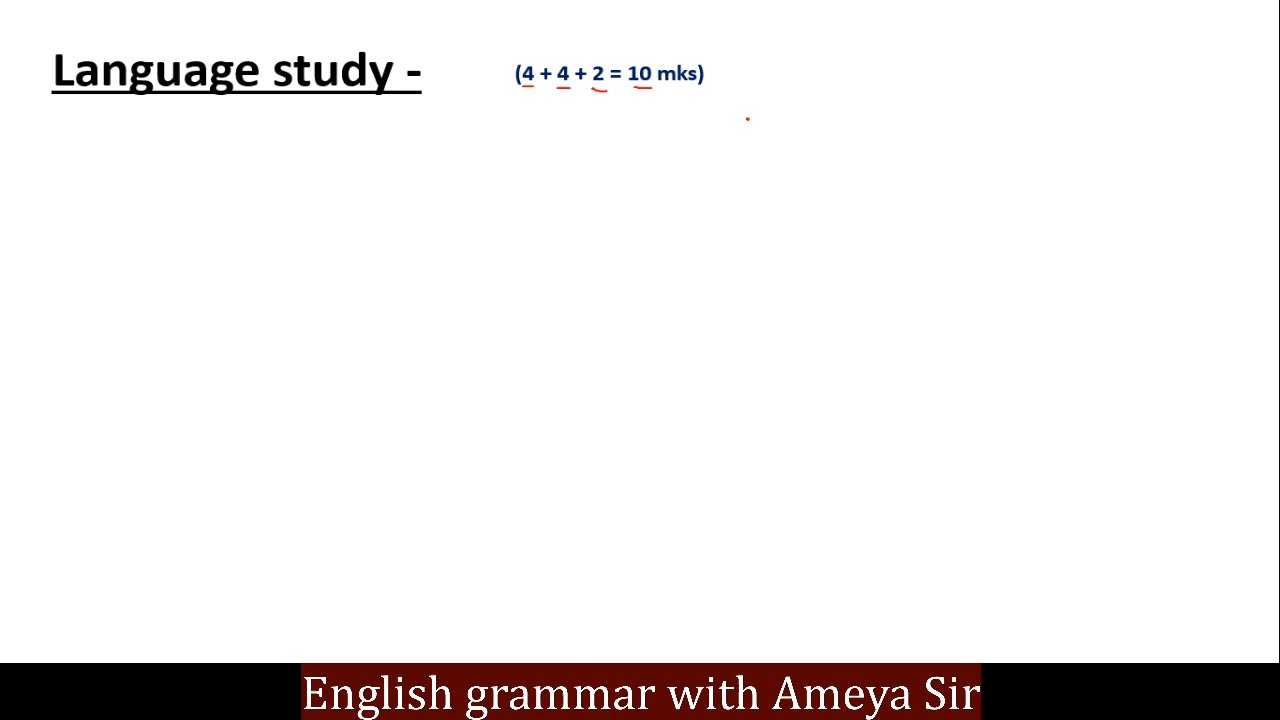 Language study -
(4 + 4 + 2 = 10 mks)
English grammar with Ameya Sir